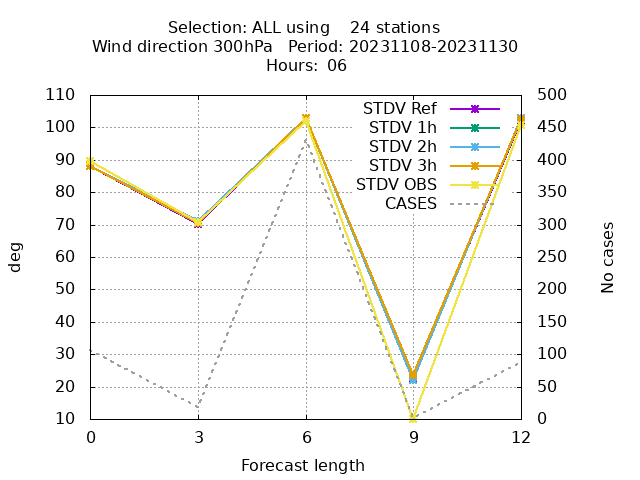 Selection: ALL using    24 stations
Wind direction 300hPa   Period: 20231108-20231130
Hours: 06
110 500
STDV Ref
100 450
STDV 1h
STDV 2h
90 400
STDV 3h
80 350
STDV OBS
CASES
70 300
60 250
50 200
40 150
30 100
20 50
10 0
deg
No cases
0 3 6 9 12
Forecast length